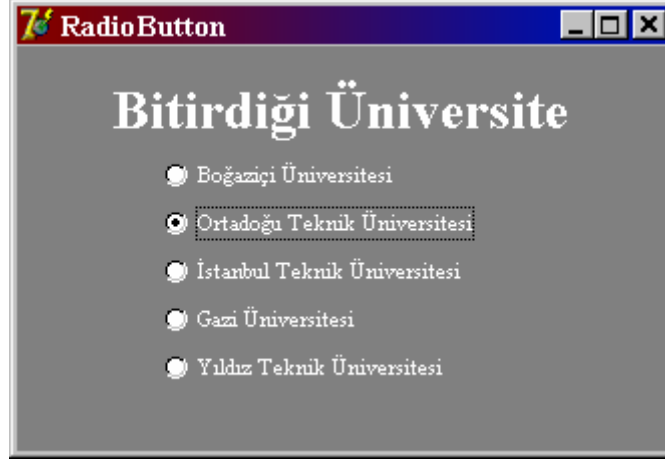 RadioButton
Bitirdiği Üniversite
Boğaziçi Üniversitesi
Ortadoğu Teknik Üniversitesi
İstanbul Teknik Üniversitesi
Gazi Üniversitesi
Yıldız Teknik Üniversitesi